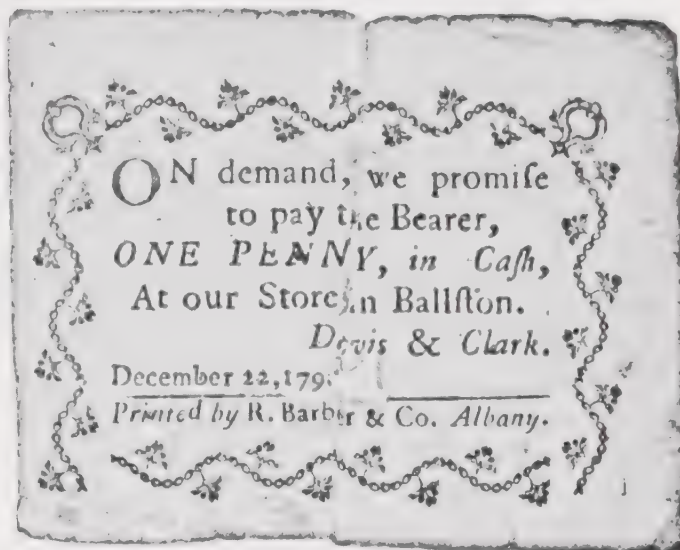 ON demand, we promiſe
to pay the Bearer,
ONE PENNY, in Caſh,
At our Store in Ballſton.
Davis & Clark.
December 22, 179
Printed by R. Barber & Co. Albany.